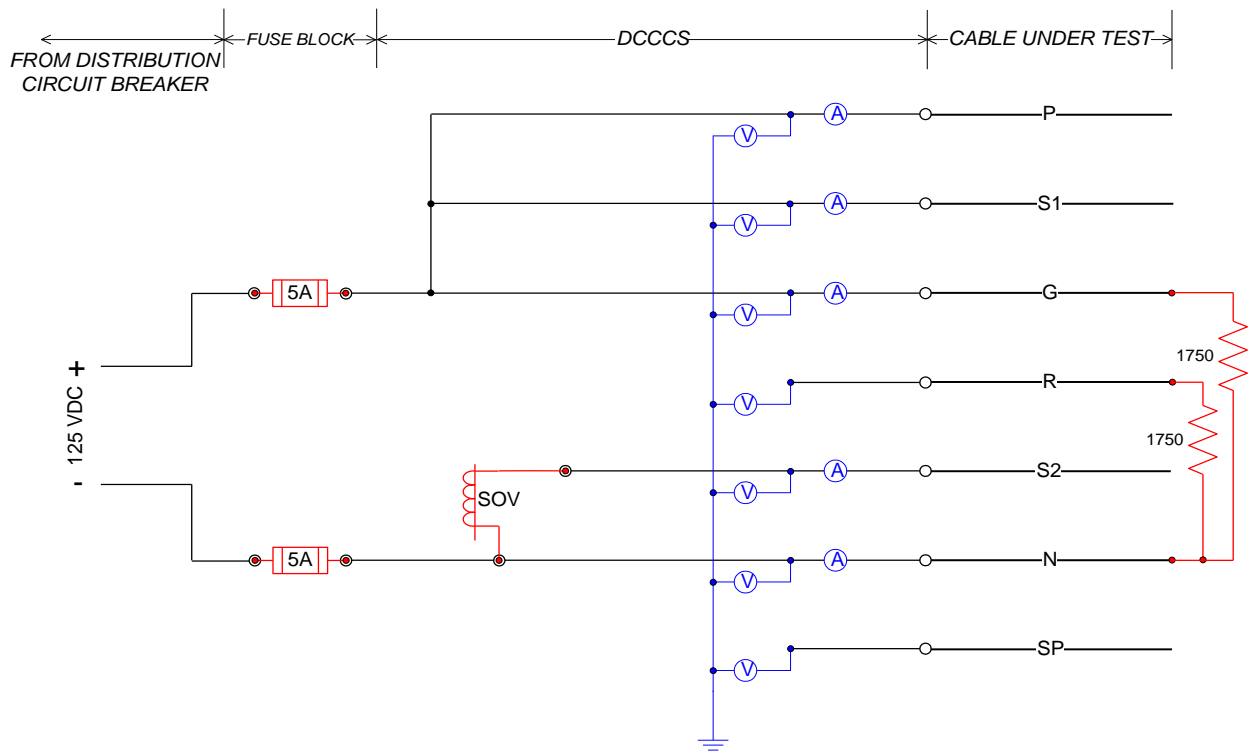 FROM DISTRIBUTION
CIRCUIT BREAKER
FUSE BLOCK
DCCCS
CABLE UNDER TEST
A
P
V
A
S1
V
5A
A
G
V
1750
+
125 VDC
-
R
V
1750
SOV
A
S2
V
5A
A
N
V
SP
V